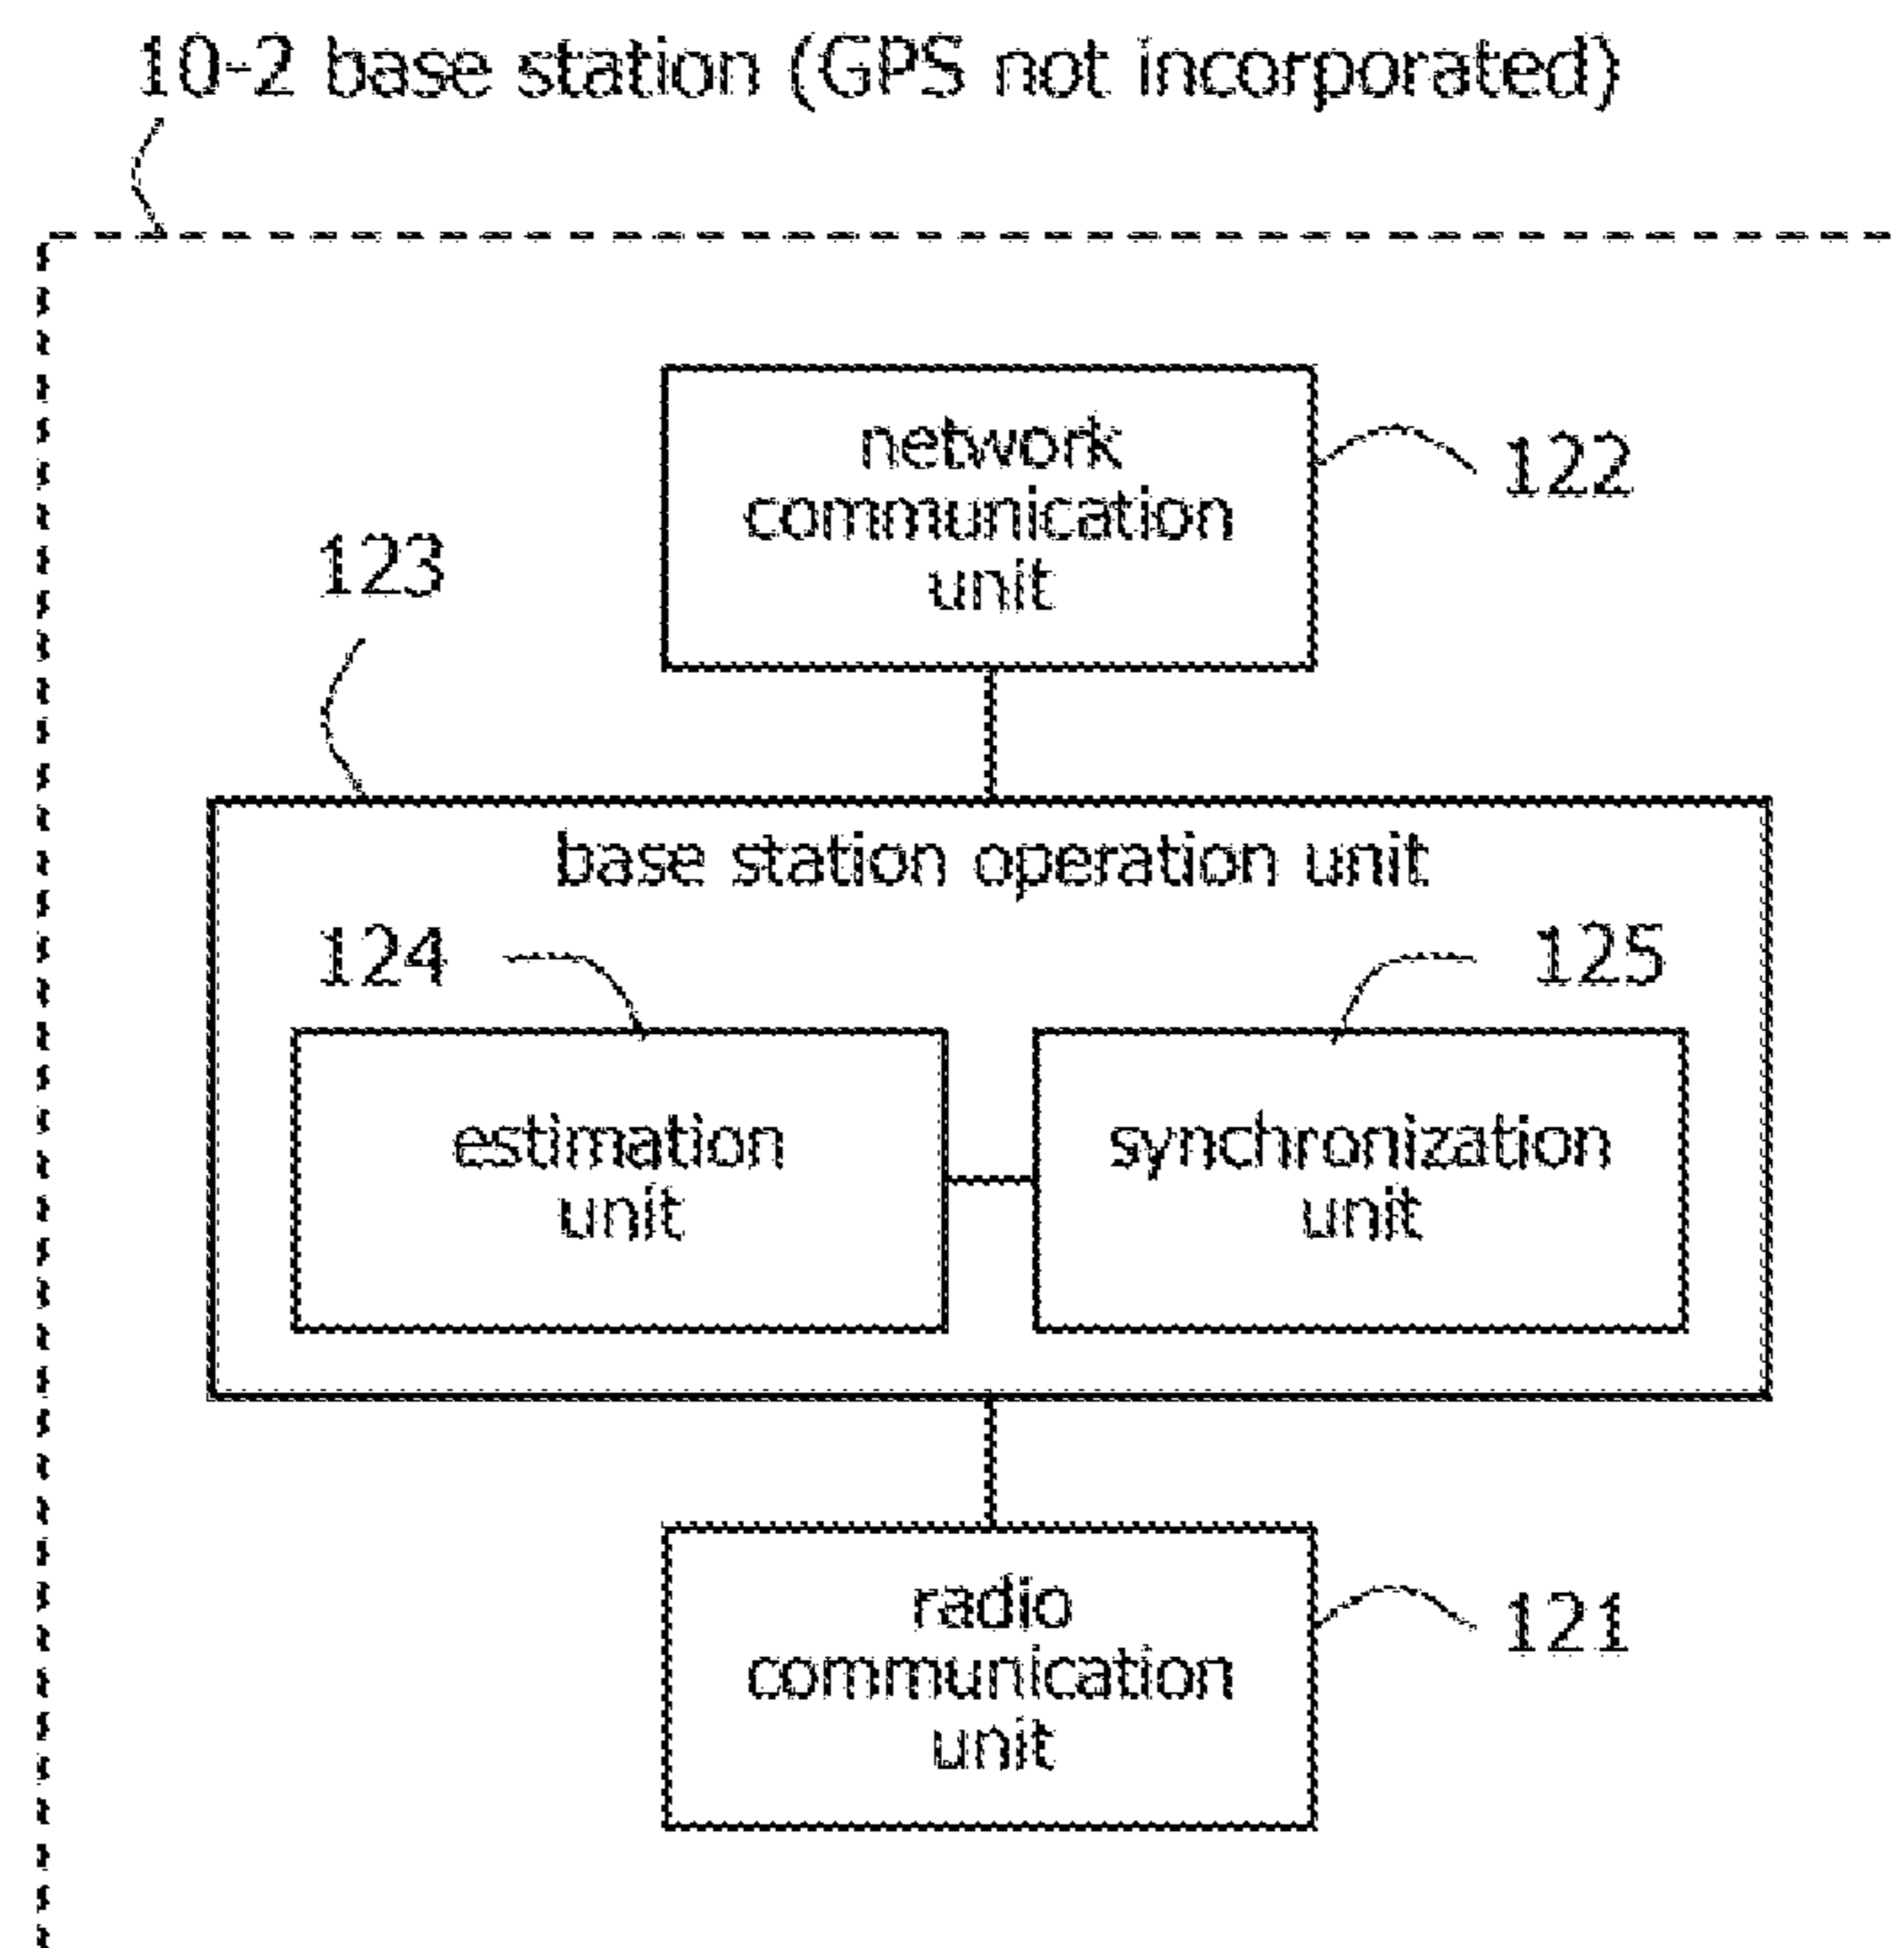 10-2 base station (GPS not incorporated)
network
communication
unit
122
123
base station operation unit
124
125
estimation
unit
synchronization
unit
radio
communication
unit
121